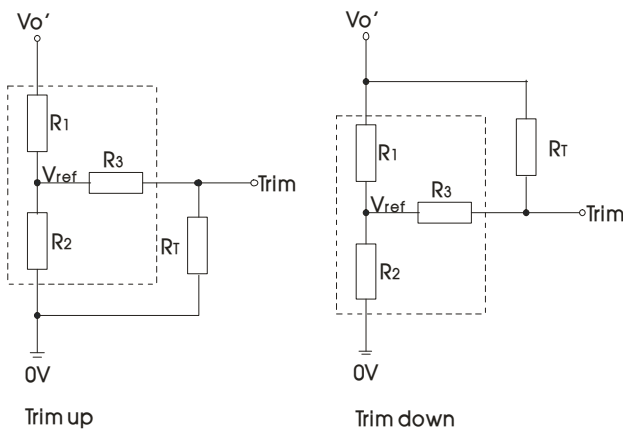 Vo'
R1
Vref
R3
Trim
R2
RT
0V
Trim up
Vo'
R1
RT
Vref
R3
Trim
R2
0V
Trim down